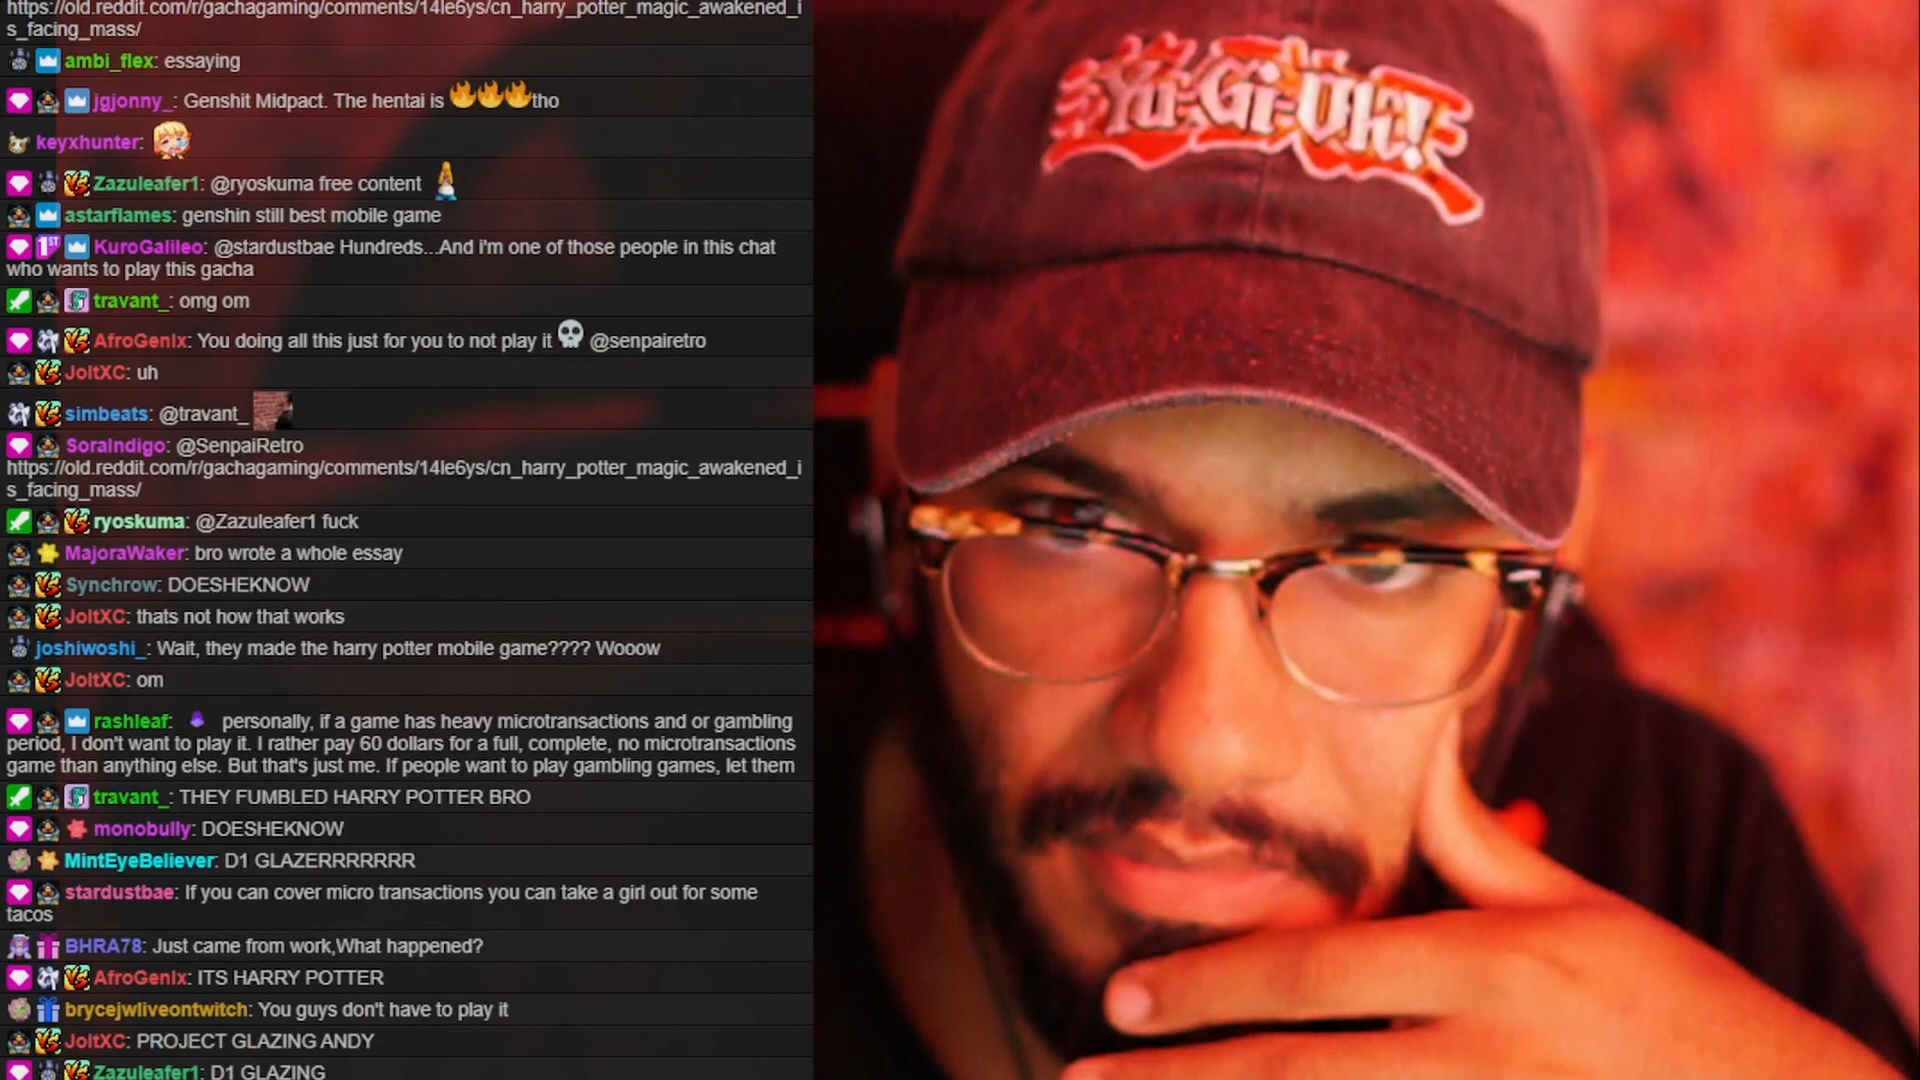 https://old.reddit.com/r/gachagaming/comments/14le6ys/cn_harry_potter_magic_awakened_i
s_facing_mass/
ambi_flex: essaying
jgjonny_: Genshit Midpact. The hentai is 🔥🔥🔥tho
keyxhunter:
Zazuleafer1: @ryoskuma free content
astarflames: genshin still best mobile game
1ST KuroGalileo: @stardustbae Hundreds...And i'm one of those people in this chat
who wants to play this gacha
travant_: omg om
AfroGenix: You doing all this just for you to not play it 💀 @senpairetro
JoltXC: uh
simbeats: @travant_
SoraIndigo: @SenpaiRetro
https://old.reddit.com/r/gachagaming/comments/14le6ys/cn_harry_potter_magic_awakened_i
s_facing_mass/
ryoskuma: @Zazuleafer1 fuck
MajoraWaker: bro wrote a whole essay
Synchrow: DOESHEKNOW
JoltXC: thats not how that works
joshiwoshi_: Wait, they made the harry potter mobile game???? Wooow
JoltXC: om
rashleaf: personally, if a game has heavy microtransactions and or gambling
period, I don't want to play it. I rather pay 60 dollars for a full, complete, no microtransactions
game than anything else. But that's just me. If people want to play gambling games, let them
travant_: THEY FUMBLED HARRY POTTER BRO
monobully: DOESHEKNOW
MintEyeBeliever: D1 GLAZERRRRRRR
stardustbae: If you can cover micro transactions you can take a girl out for some
tacos
BHRA78: Just came from work,What happened?
AfroGenix: ITS HARRY POTTER
brycejwliveontwitch: You guys don't have to play it
JoltXC: PROJECT GLAZING ANDY
Zazuleafer1: D1 GLAZING
Yu-Gi-Oh!